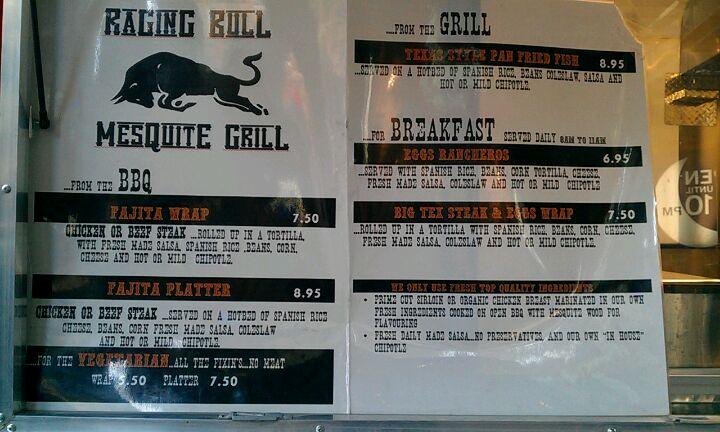 RAGING BULL
MESQUITE GRILL
....FROM THE BBQ
FAJITA WRAP 7.50
CHICKEN OR BEEF STEAK ...ROLLED UP IN A TORTILLA,
WITH FRESH MADE SALSA, SPANISH RICE ,BEANS, CORN,
CHEESE AND HOT OR MILD CHIPOTLE.
FAJITA PLATTER 8.95
CHICKEN OR BEEF STEAK ...SERVED ON A HOTBED OF SPANISH RICE
CHEESE, BEANS, CORN FRESH MADE SALSA, COLESLAW
AND HOT OR MILD CHIPOTLE.
...FOR THE VEGETARIAN...ALL THE FIXIN'S...NO MEAT
WRAP 5.50 PLATTER 7.50
....FROM THE GRILL
TEXAS STYLE PAN FRIED FISH 8.95
...SERVED ON A HOTBED OF SPANISH RICE, BEANS COLESLAW, SALSA AND
HOT OR MILD CHIPOTLE.
....FOR BREAKFAST SERVED DAILY 8AM TO 11AM
EGGS RANCHEROS 6.95
...SERVED WITH SPANISH RICE, BEANS, CORN TORTILLA, CHEESE,
FRESH MADE SALSA, COLESLAW AND HOT OR MILD CHIPOTLE
BIG TEX STEAK & EGGS WRAP 7.50
...ROLLED UP IN A TORTILLA WITH SPANISH RICE, BEANS, CORN, CHEESE,
FRESH MADE SALSA, COLESLAW AND HOT OR MILD CHIPOTLE.
WE ONLY USE FRESH TOP QUALITY INGREDIENTS
• PRIME CUT SIRLOIN OR ORGANIC CHICKEN BREAST MARINATED IN OUR OWN
FRESH INGREDIENTS COOKED ON OPEN BBQ WITH MESQUITE WOOD FOR
FLAVOURING
• FRESH DAILY MADE SALSA...NO PRESERVATIVES, AND OUR OWN "IN HOUSE"
CHIPOTLE
EN
UNTIL
10 PM